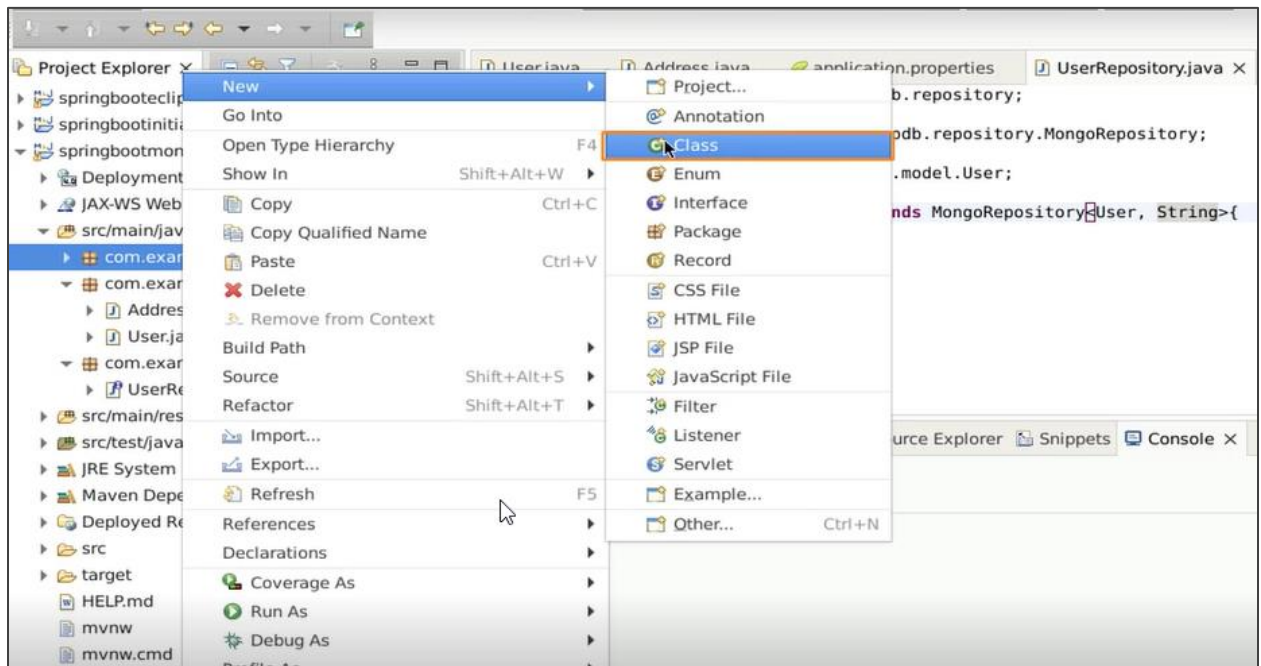 Project Explorer
springbooteclip
springbootinitia
springbootmon
Deployment
JAX-WS Web
src/main/jav
com.exar
com.exar
Addres
User.ja
com.exar
UserRe
src/main/res
src/test/java
JRE System
Maven Depe
Deployed Re
src
target
HELP.md
mvnw
mvnw.cmd
New
Go Into
Open Type Hierarchy F4
Show In Shift+Alt+W
Copy Ctrl+C
Copy Qualified Name
Paste Ctrl+V
Delete
Remove from Context
Build Path
Source Shift+Alt+S
Refactor Shift+Alt+T
Import...
Export...
Refresh F5
References
Declarations
Coverage As
Run As
Debug As
Profile As
Project...
Annotation
Class
Enum
Interface
Package
Record
CSS File
HTML File
JSP File
JavaScript File
Filter
Listener
Servlet
Example...
Other... Ctrl+N
User.java Address.java application.properties UserRepository.java
b.repository;
odb.repository.MongoRepository;
.model.User;
nds MongoRepository<User, String>{
urce Explorer Snippets Console